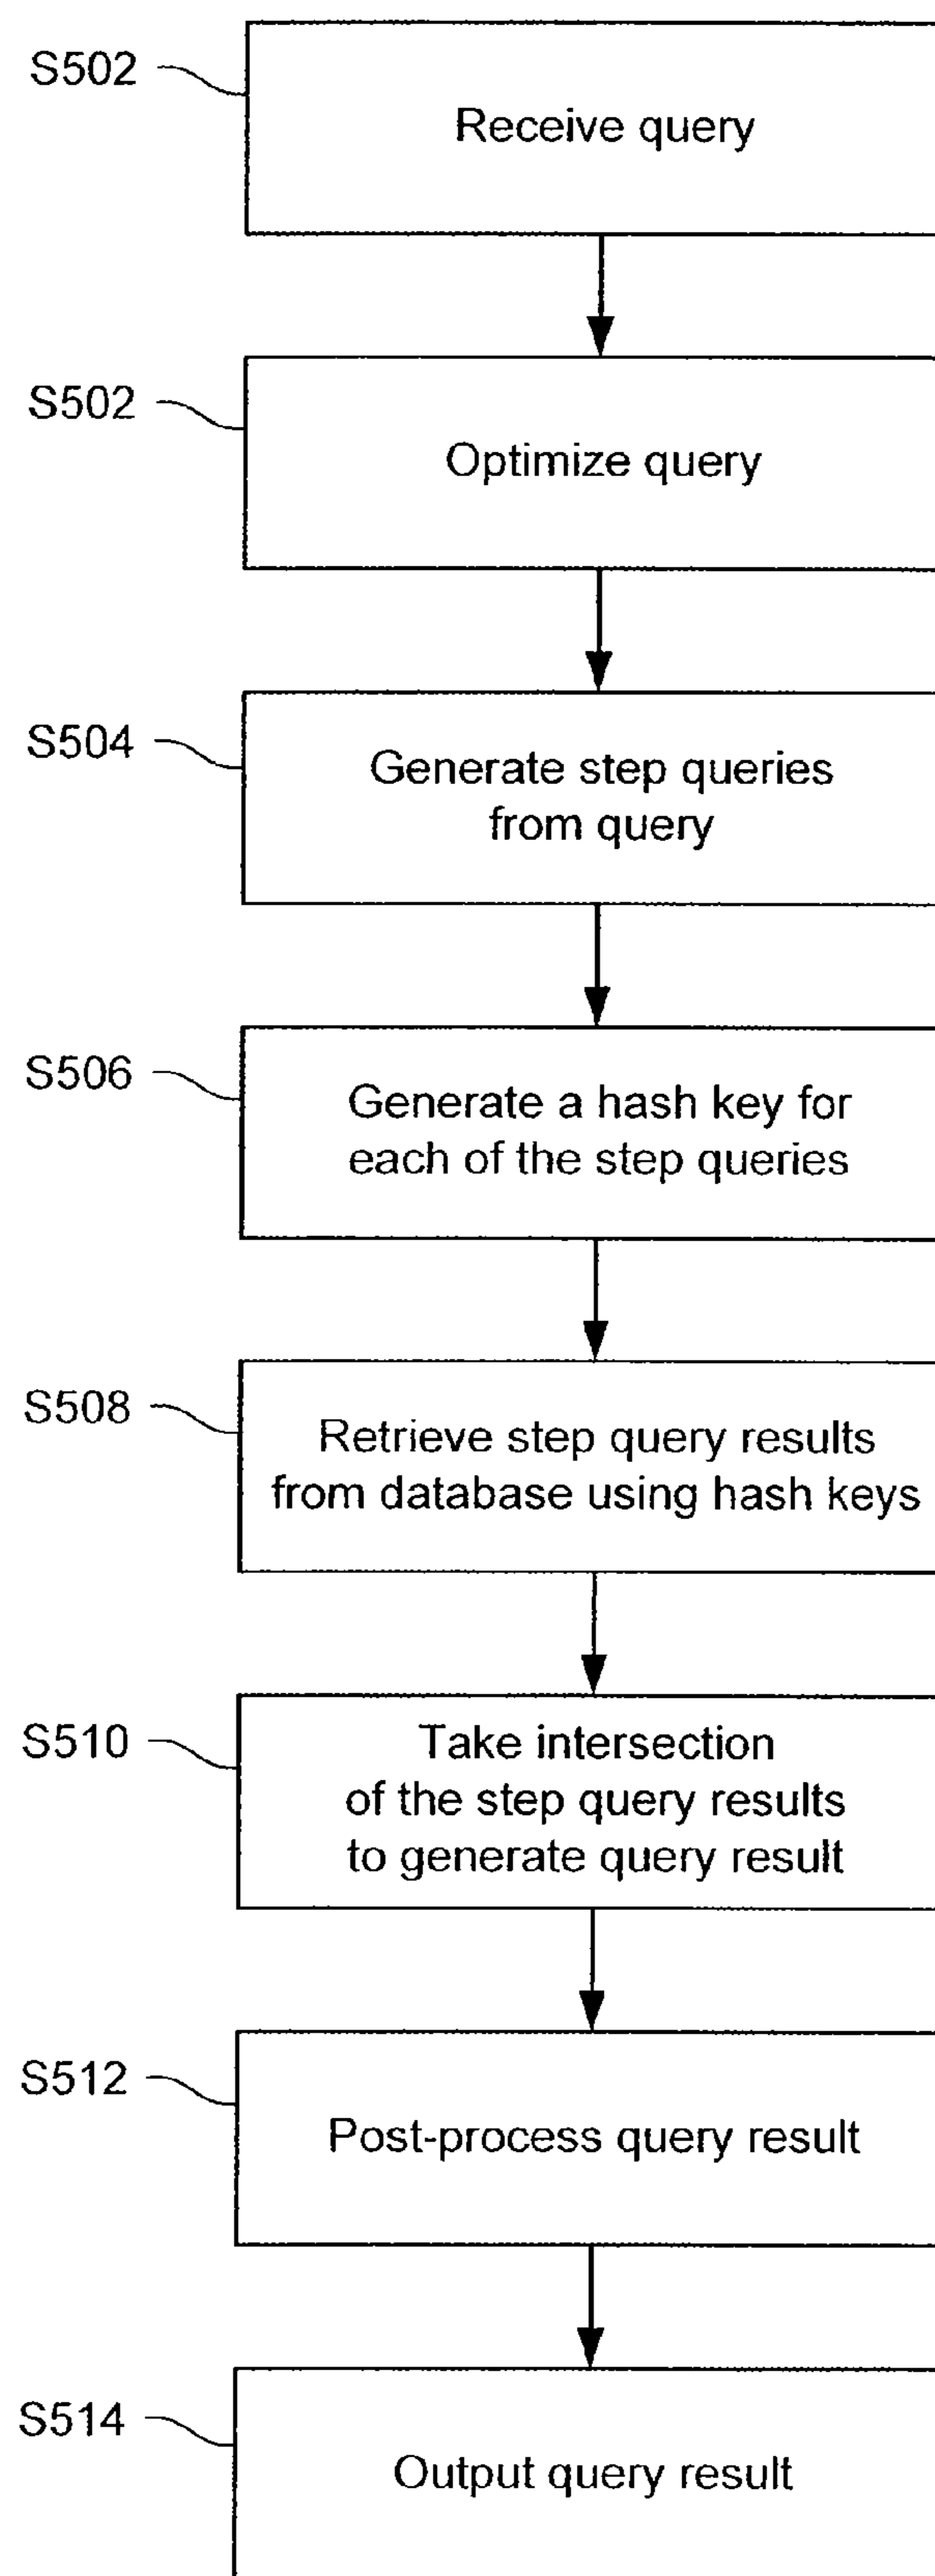 S502
Receive query
S502
Optimize query
S504
Generate step queries
from query
S506
Generate a hash key for
each of the step queries
S508
Retrieve step query results
from database using hash keys
S510
Take intersection
of the step query results
to generate query result
S512
Post-process query result
S514
Output query result